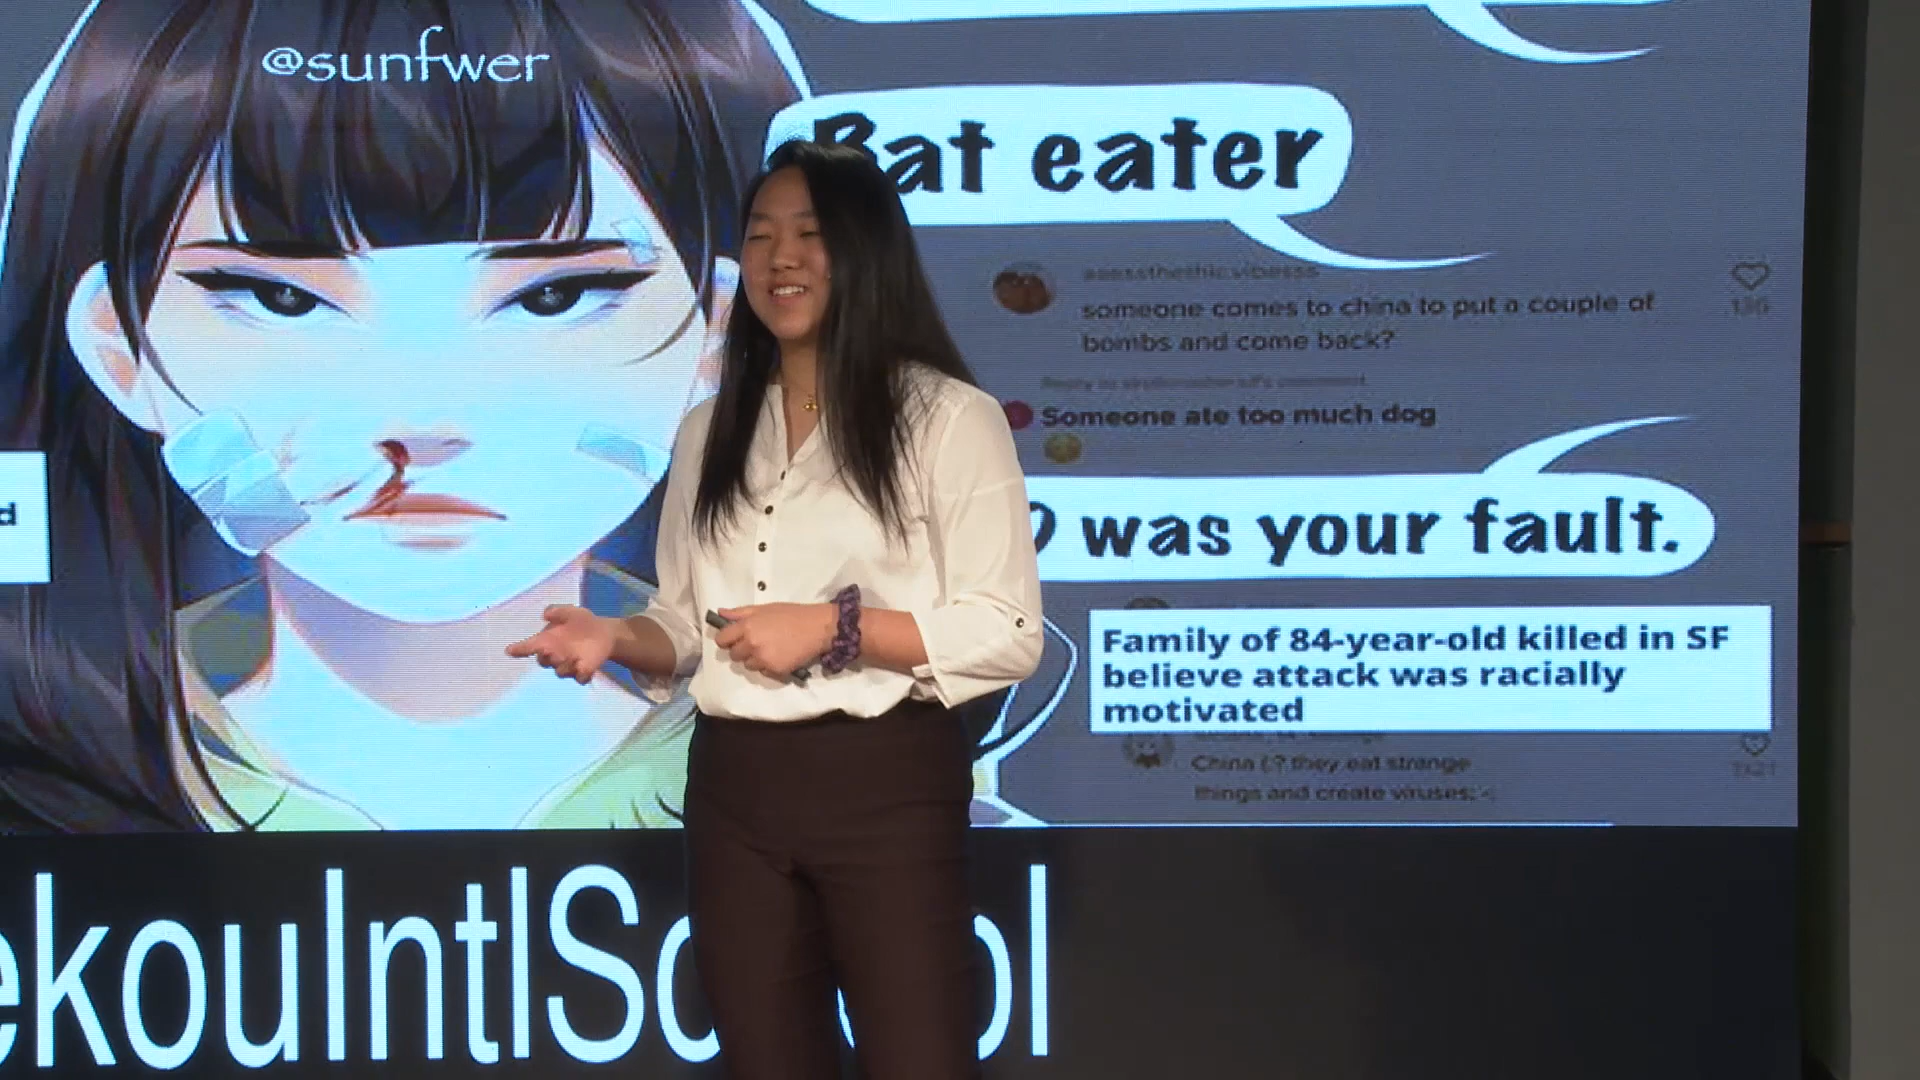 @sunfwer
Bat eater
someone comes to china to put a couple of
bombs and come back?
Someone ate too much dog
was your fault.
d
Family of 84-year-old killed in SF
believe attack was racially
motivated
China (? they eat strange
things and create viruses;
ekouIntlSc ol